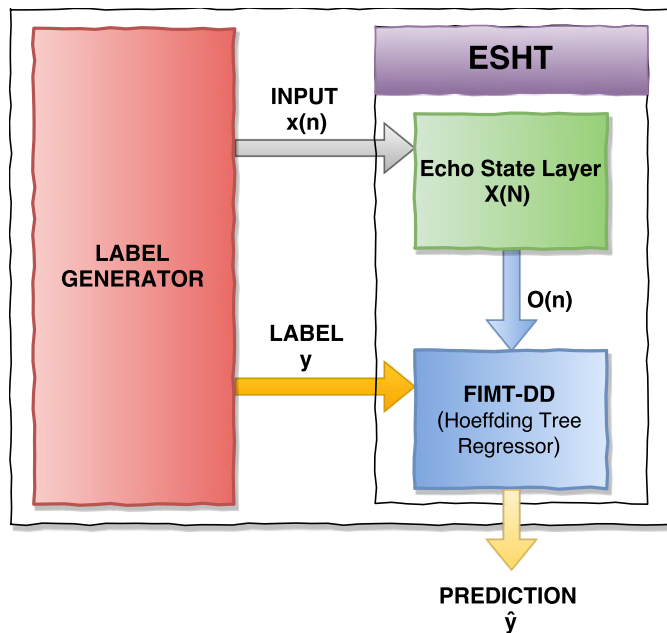 ESHT
INPUT
x(n)
Echo State Layer
X(N)
LABEL
GENERATOR
O(n)
LABEL
y
FIMT-DD
(Hoeffding Tree
Regressor)
PREDICTION
ŷ